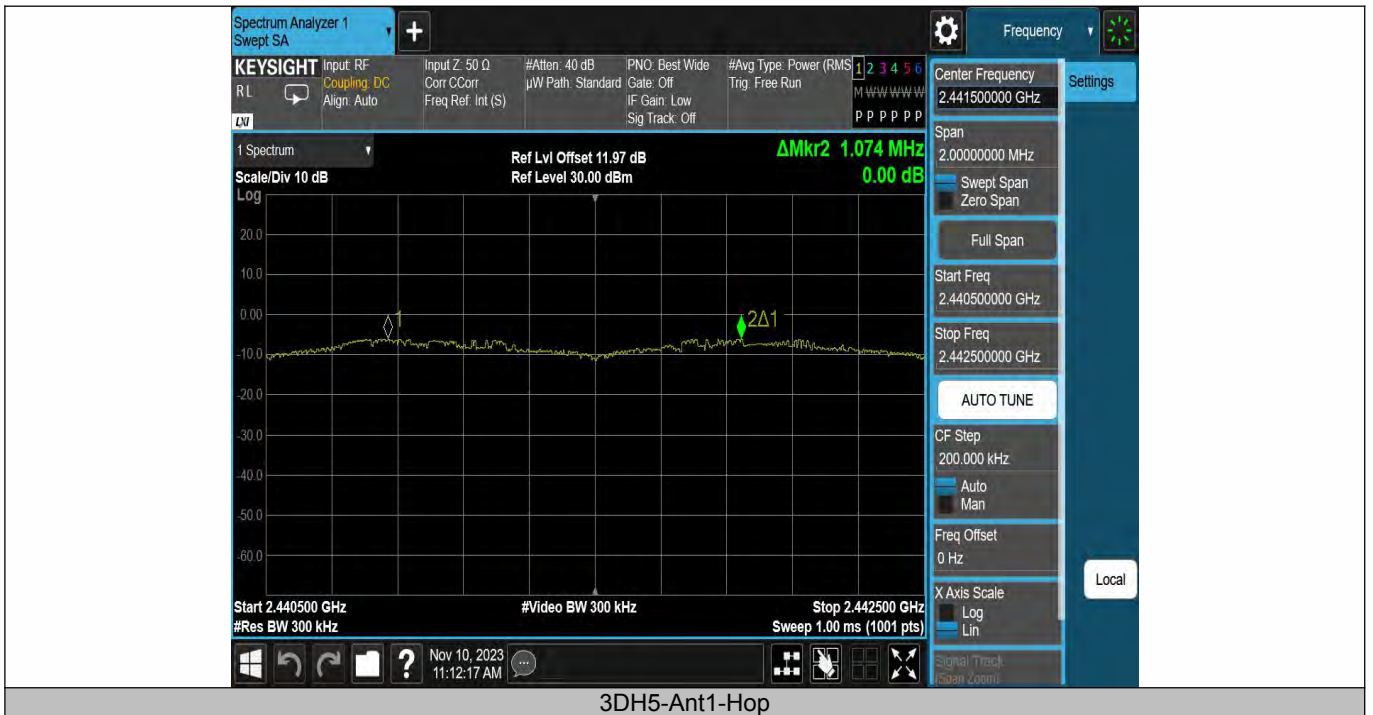 Spectrum Analyzer 1
Swept SA
Frequency
KEYSIGHT
R L
LXI
Input: RF
Coupling: DC
Align: Auto
Input Z: 50 Ω
Corr CCorr
Freq Ref: Int (S)
#Atten: 40 dB
µW Path: Standard
PNO: Best Wide
Gate: Off
IF Gain: Low
Sig Track: Off
#Avg Type: Power (RMS
Trig: Free Run
1 2 3 4 5 6
M W W W W W
P P P P P P
Center Frequency
2.441500000 GHz
Settings
1 Spectrum
Scale/Div 10 dB
Ref Lvl Offset 11.97 dB
Ref Level 30.00 dBm
ΔMkr2 1.074 MHz
0.00 dB
Log
20.0
10.0
0.00
-10.0
-20.0
-30.0
-40.0
-50.0
-60.0
1
2Δ1
Start 2.440500 GHz
#Res BW 300 kHz
#Video BW 300 kHz
Stop 2.442500 GHz
Sweep 1.00 ms (1001 pts)
Span
2.00000000 MHz
Swept Span
Zero Span
Full Span
Start Freq
2.440500000 GHz
Stop Freq
2.442500000 GHz
AUTO TUNE
CF Step
200.000 kHz
Auto
Man
Freq Offset
0 Hz
X Axis Scale
Log
Lin
Signal Track
(Span Zoom)
Local
?
Nov 10, 2023
11:12:17 AM
3DH5-Ant1-Hop